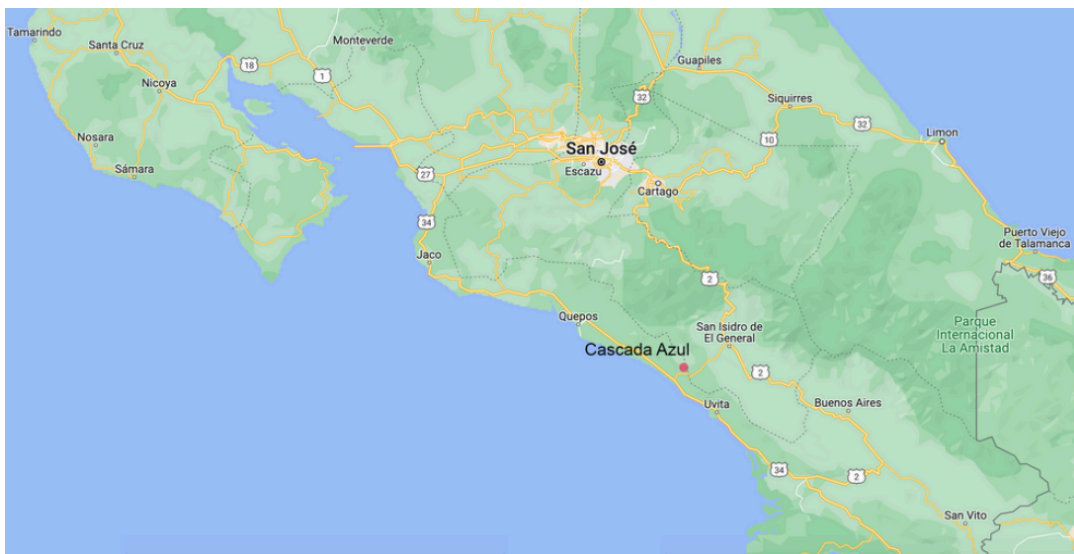 Tamarindo
Santa Cruz
Monteverde
Guapiles
18
1
Nicoya
32
Siquirres
32
Limon
10
Nosara
San José
Escazu
Sámara
27
Cartago
34
Puerto Viejo
de Talamanca
Jaco
2
36
Quepos
San Isidro de
El General
Parque
Internacional
La Amistad
Cascada Azul
2
Uvita
Buenos Aires
34
2
San Vito